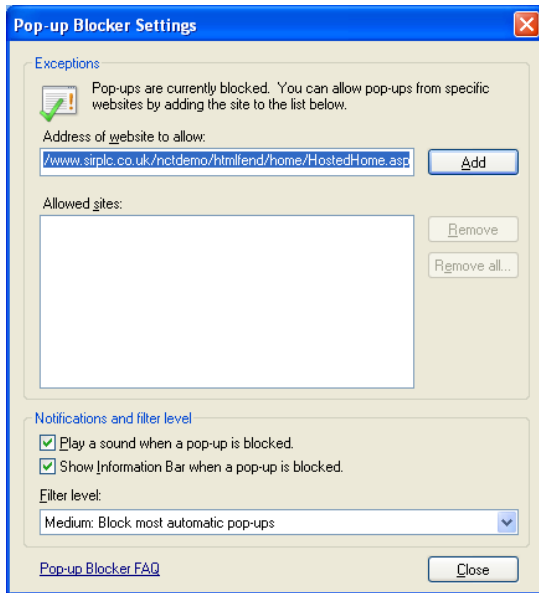 Pop-up Blocker Settings
Exceptions
Pop-ups are currently blocked. You can allow pop-ups from specific
websites by adding the site to the list below.
Address of website to allow:
/www.sirplc.co.uk/nctdemo/htmlfend/home/HostedHome.asp
Add
Allowed sites:
Remove
Remove all...
Notifications and filter level
Play a sound when a pop-up is blocked.
Show Information Bar when a pop-up is blocked.
Filter level:
Medium: Block most automatic pop-ups
Pop-up Blocker FAQ
Close